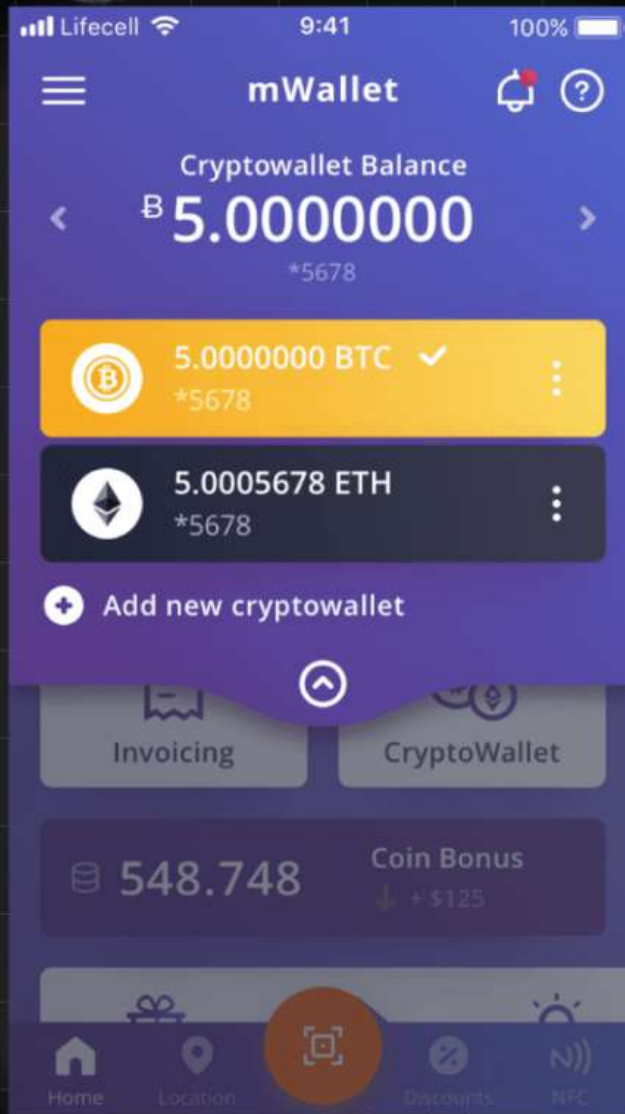 Lifecell 9:41 100%
mWallet
Cryptowallet Balance
Ƀ 5.0000000
*5678
5.0000000 BTC
*5678
5.0005678 ETH
*5678
Add new cryptowallet
Invoicing CryptoWallet
548.748 Coin Bonus
+ $125
Home Location Discounts NFC